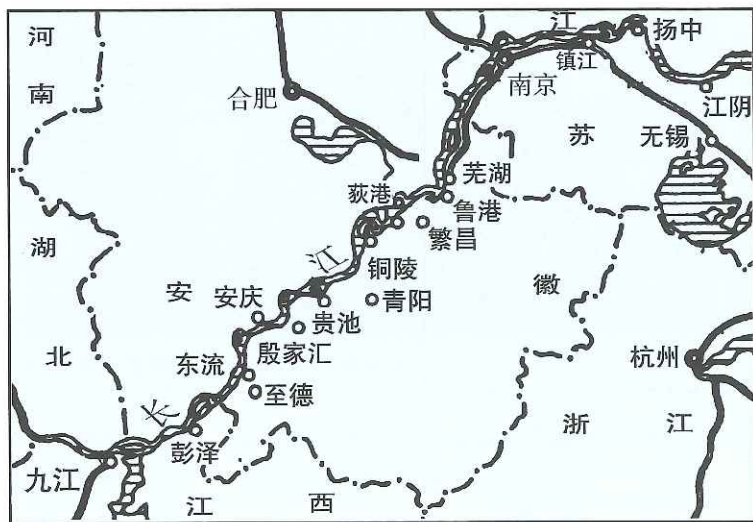 河南
江
扬中
镇江
南京
合肥
江阴
苏
无锡
芜湖
荻港
鲁港
繁昌
湖
江
铜陵
安
安庆
青阳
徽
贵池
北
殷家汇
东流
杭州
至德
长
浙
江
彭泽
九江
江
西